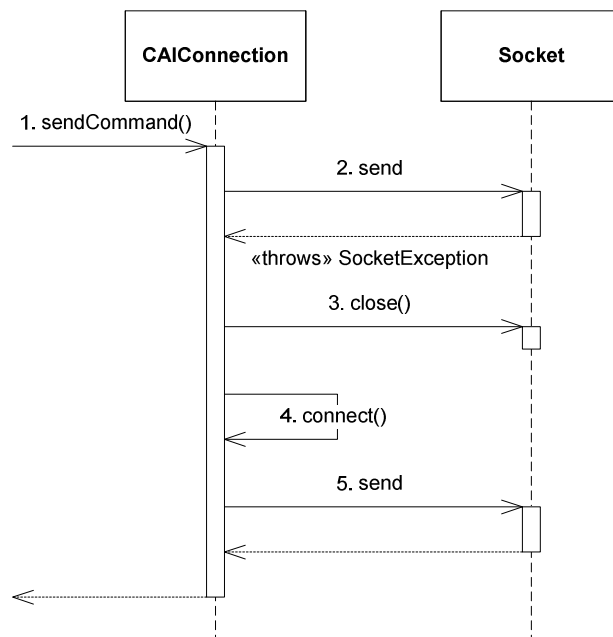 CAIConnection
Socket
1. sendCommand()
2. send
«throws» SocketException
3. close()
4. connect()
5. send